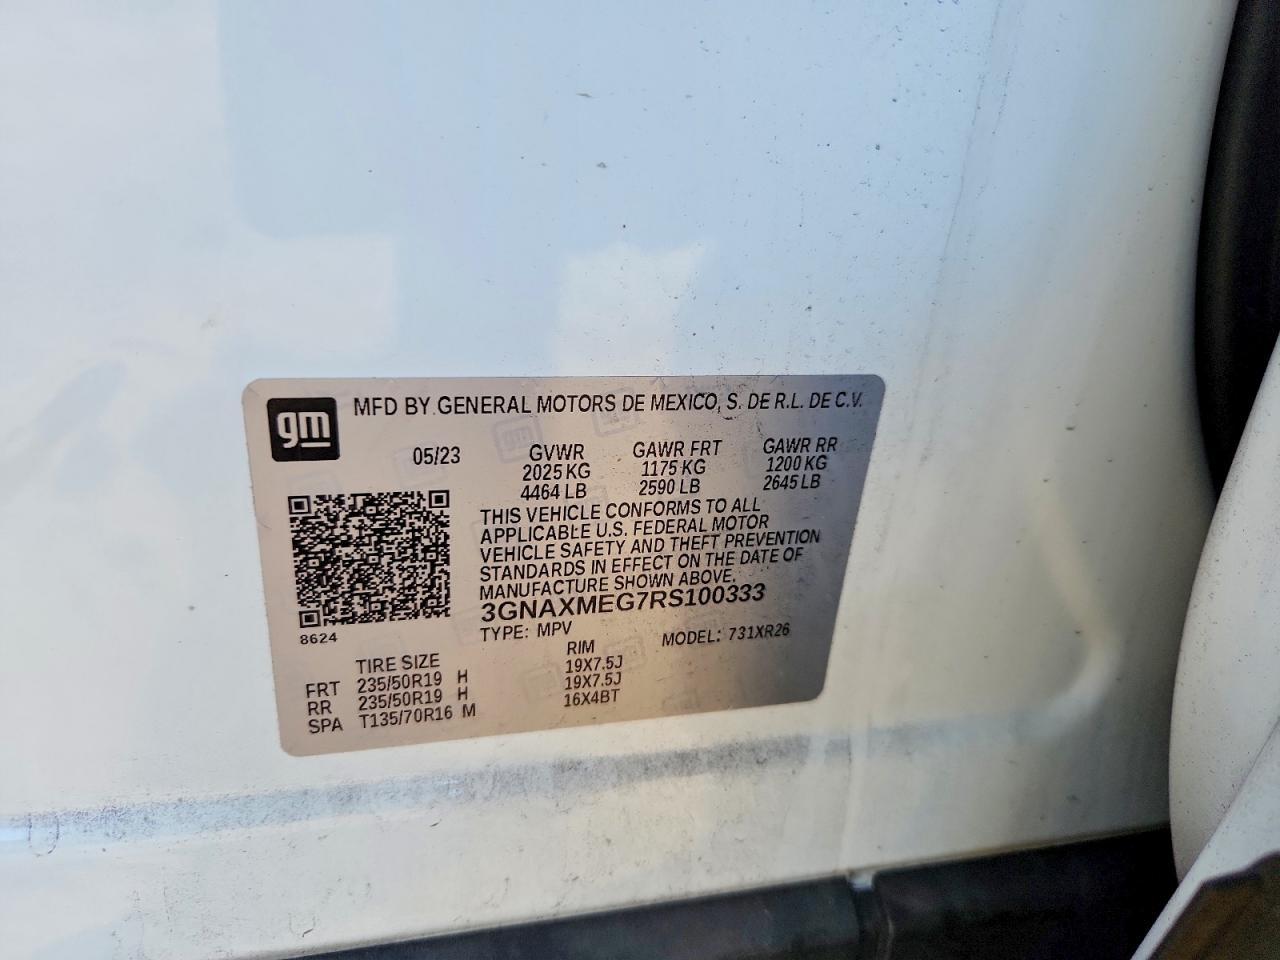 gm
MFD BY GENERAL MOTORS DE MEXICO, S. DE R.L. DE C.V.
05/23 GVWR GAWR FRT GAWR RR
2025 KG 1175 KG 1200 KG
4464 LB 2590 LB 2645 LB
THIS VEHICLE CONFORMS TO ALL
APPLICABLE U.S. FEDERAL MOTOR
VEHICLE SAFETY AND THEFT PREVENTION
STANDARDS IN EFFECT ON THE DATE OF
MANUFACTURE SHOWN ABOVE.
3GNAXMEG7RS100333
8624
TYPE: MPV MODEL: 731XR26
TIRE SIZE RIM
FRT 235/50R19 H 19X7.5J
RR 235/50R19 H 19X7.5J
SPA T135/70R16 M 16X4BT